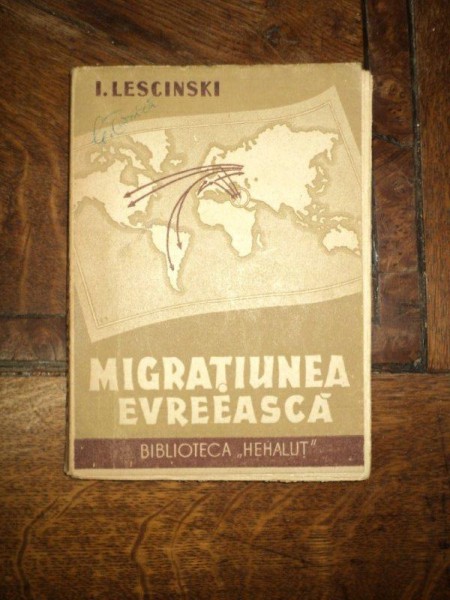 I. LESCINSKI
MIGRAȚIUNEA
EVREEASCĂ
BIBLIOTECA „HEHALUȚ"